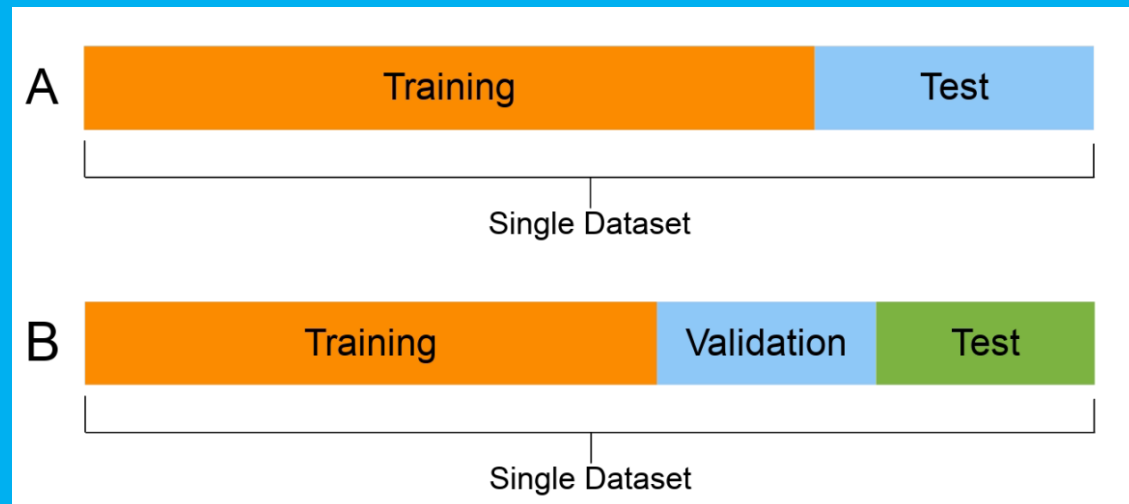 A Training Test
Single Dataset
B Training Validation Test
Single Dataset